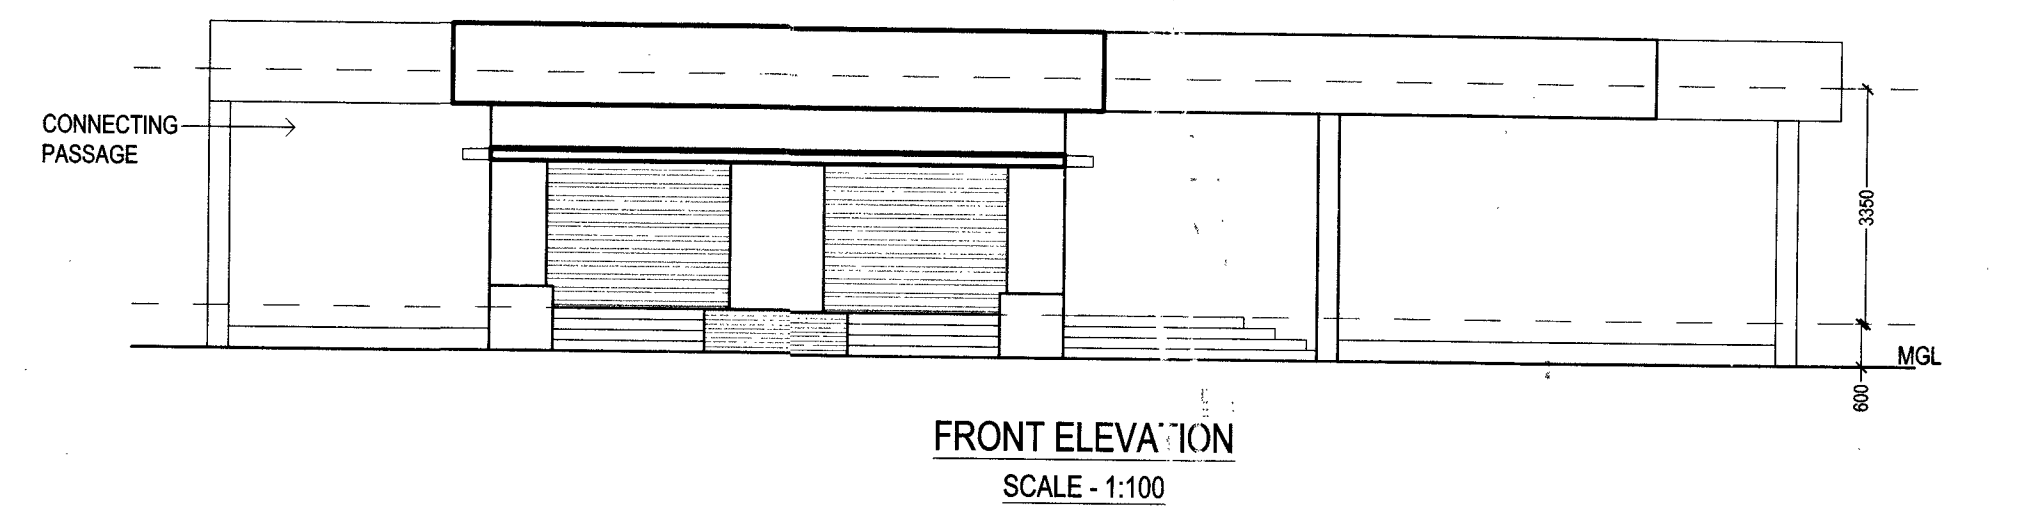 CONNECTING
PASSAGE
3350
MGL
600
FRONT ELEVATION
SCALE - 1:100